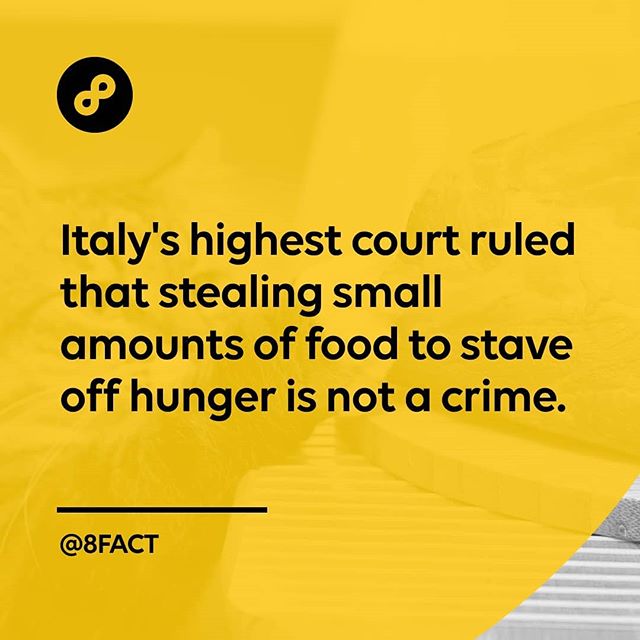 Italy's highest court ruled
that stealing small
amounts of food to stave
off hunger is not a crime.
@8FACT